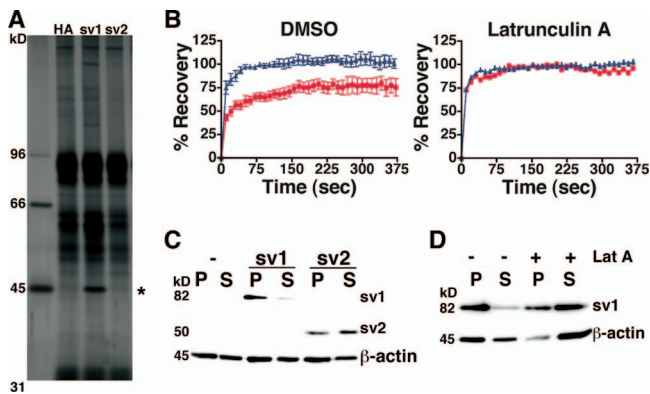 A
kD HA sv1 sv2
96
66
45 *
31
B
DMSO
% Recovery
125
100
75
50
25
0
75 150 225 300 375
Time (sec)
Latrunculin A
% Recovery
125
100
75
50
25
0
75 150 225 300 375
Time (sec)
C
- sv1 sv2
kD P S P S P S
82 sv1
50 sv2
45 β-actin
D
- - + + Lat A
kD P S P S
82 sv1
45 β-actin